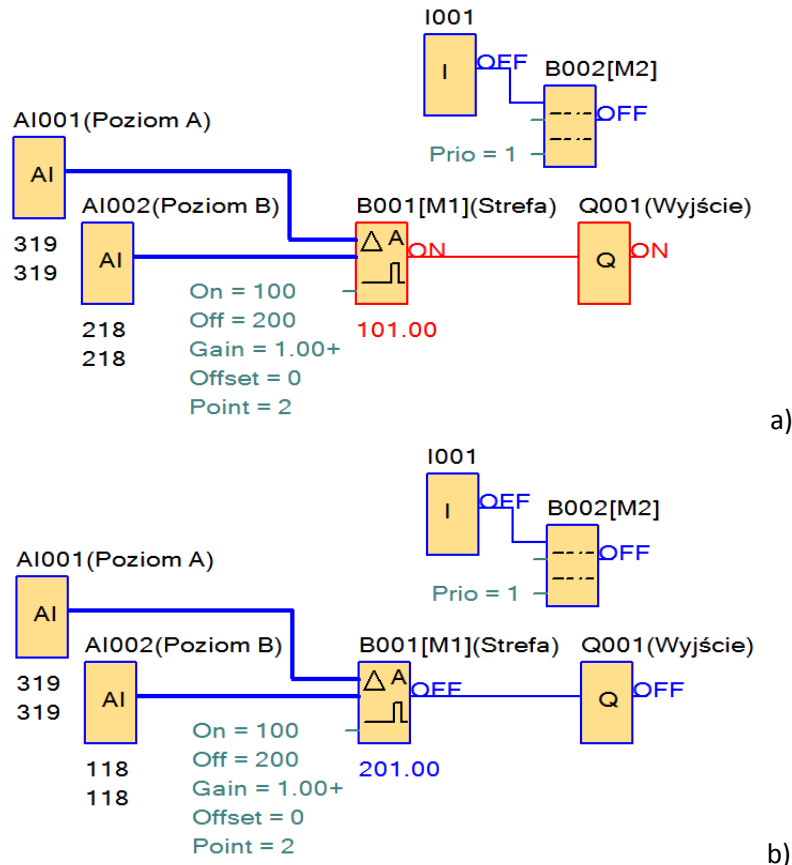 I001
I
OFF
B002[M2]
OFF
Prio = 1
AI001(Poziom A)
AI
319
319
AI002(Poziom B)
AI
218
218
B001[M1](Strefa)
Δ A
ON
101.00
On = 100
Off = 200
Gain = 1.00+
Offset = 0
Point = 2
Q001(Wyjście)
Q
ON
a)
I001
I
OFF
B002[M2]
OFF
Prio = 1
AI001(Poziom A)
AI
319
319
AI002(Poziom B)
AI
118
118
B001[M1](Strefa)
Δ A
OFF
201.00
On = 100
Off = 200
Gain = 1.00+
Offset = 0
Point = 2
Q001(Wyjście)
Q
OFF
b)